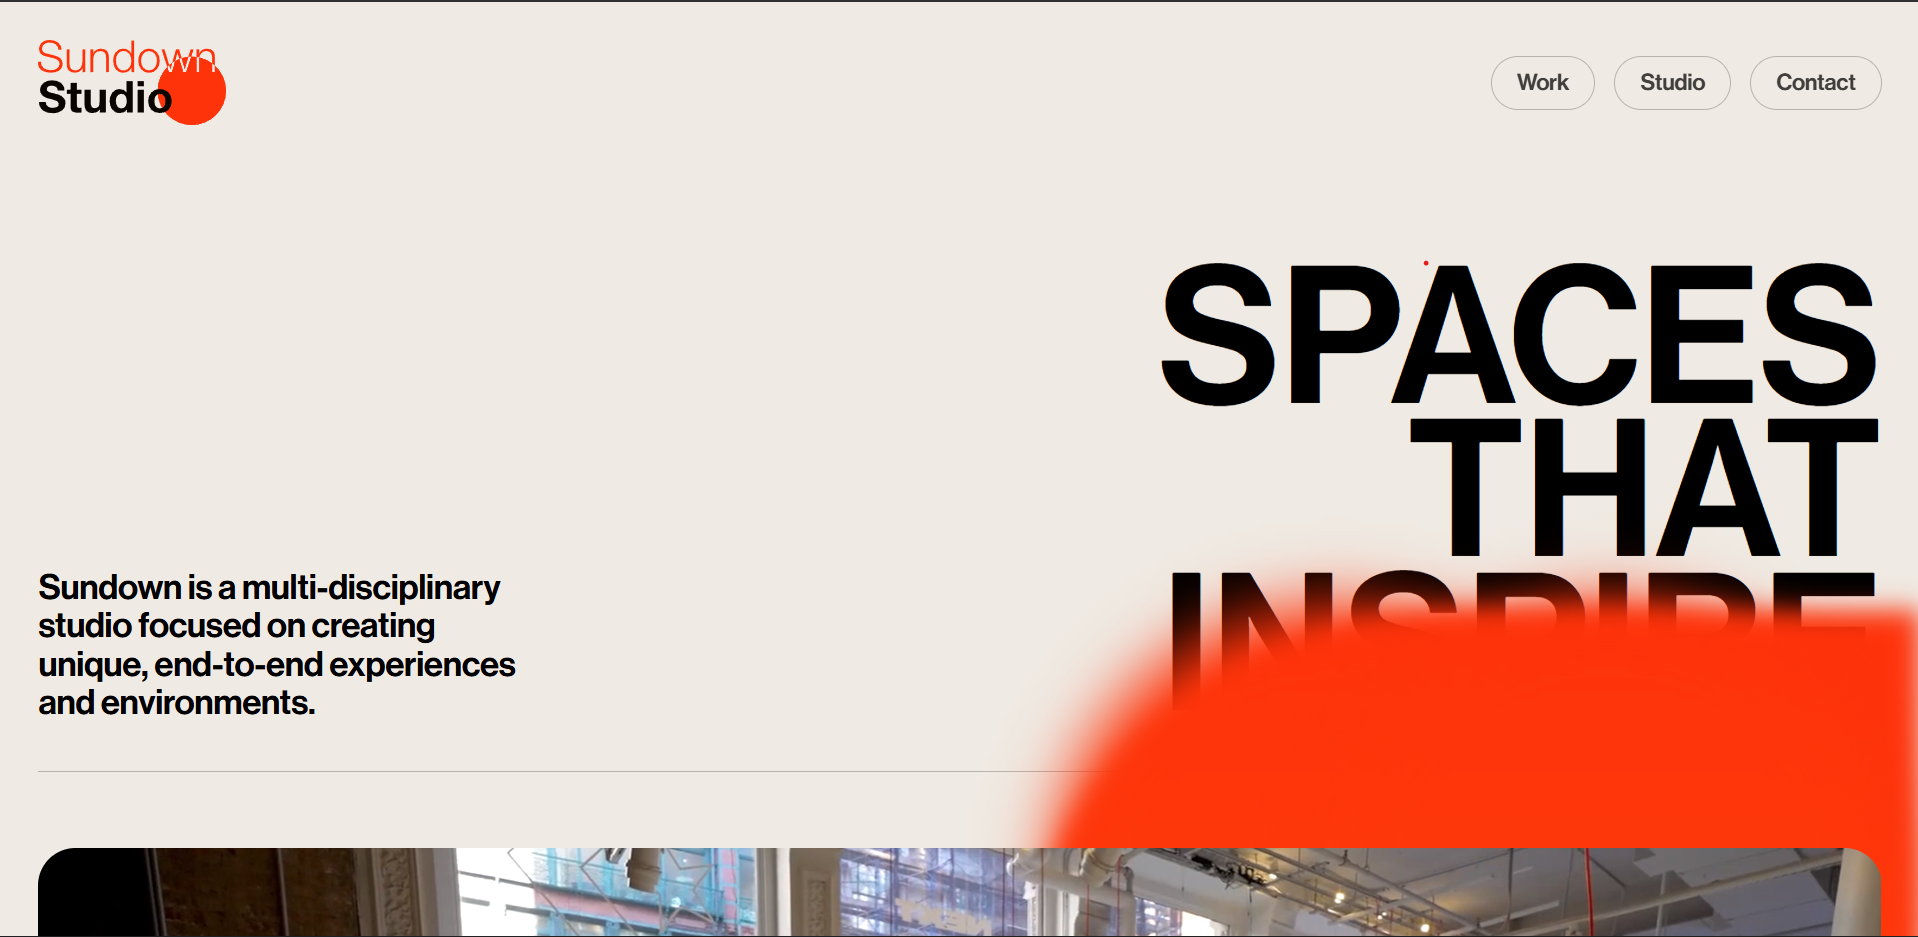 Sundown
Studio
Work
Studio
Contact
SPACES
THAT
INSPIRE
Sundown is a multi-disciplinary
studio focused on creating
unique, end-to-end experiences
and environments.
NEXT